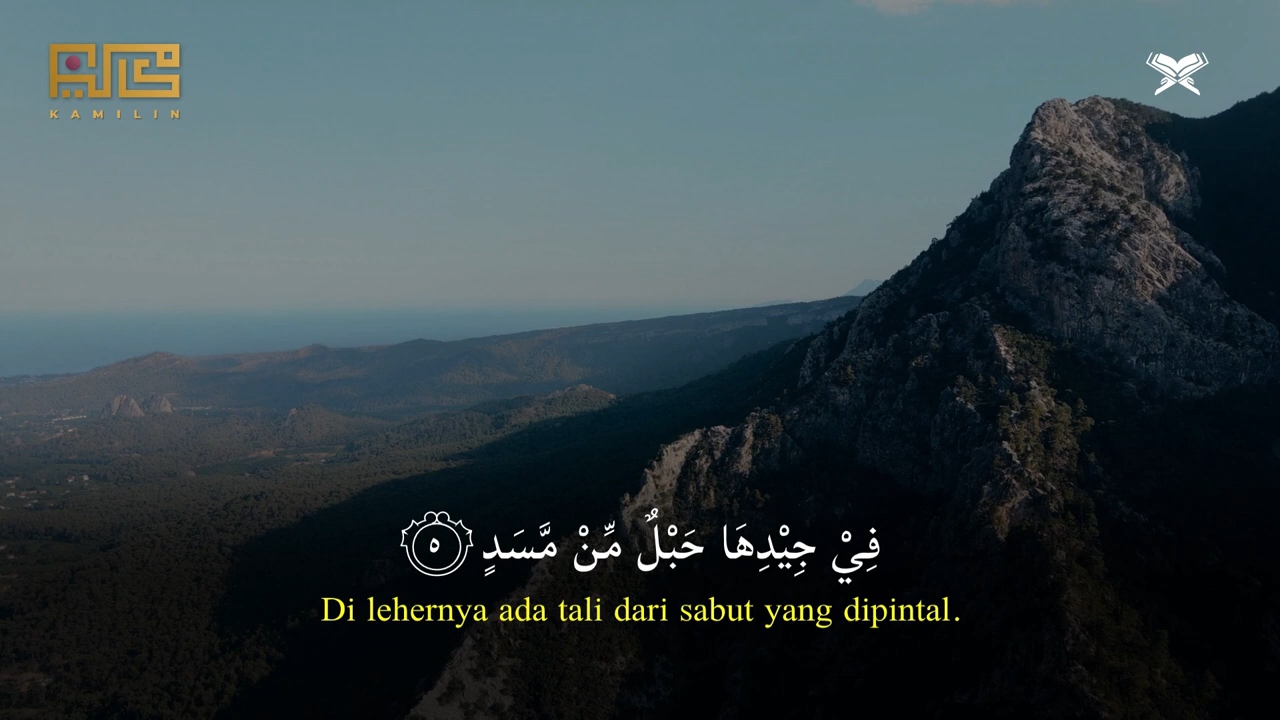 KAMILIN
فِيْ جِيْدِهَا حَبْلٌ مِّنْ مَّسَدٍ ٥
Di lehernya ada tali dari sabut yang dipintal.